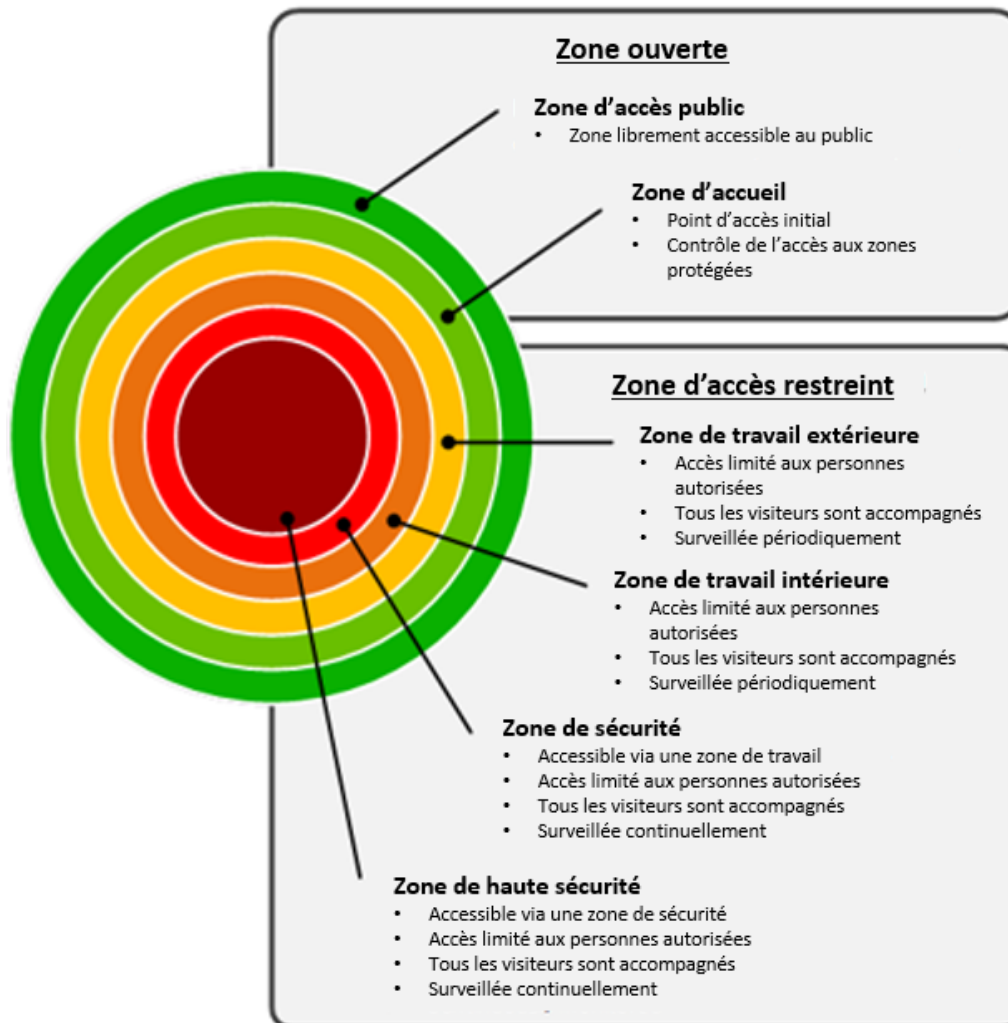 Zone ouverte
Zone d'accès public
• Zone librement accessible au public
Zone d'accueil
• Point d'accès initial
• Contrôle de l'accès aux zones
protégées
Zone d'accès restreint
Zone de travail extérieure
• Accès limité aux personnes
autorisées
• Tous les visiteurs sont accompagnés
• Surveillée périodiquement
Zone de travail intérieure
• Accès limité aux personnes
autorisées
• Tous les visiteurs sont accompagnés
• Surveillée périodiquement
Zone de sécurité
• Accessible via une zone de travail
• Accès limité aux personnes autorisées
• Tous les visiteurs sont accompagnés
• Surveillée continuellement
Zone de haute sécurité
• Accessible via une zone de sécurité
• Accès limité aux personnes autorisées
• Tous les visiteurs sont accompagnés
• Surveillée continuellement